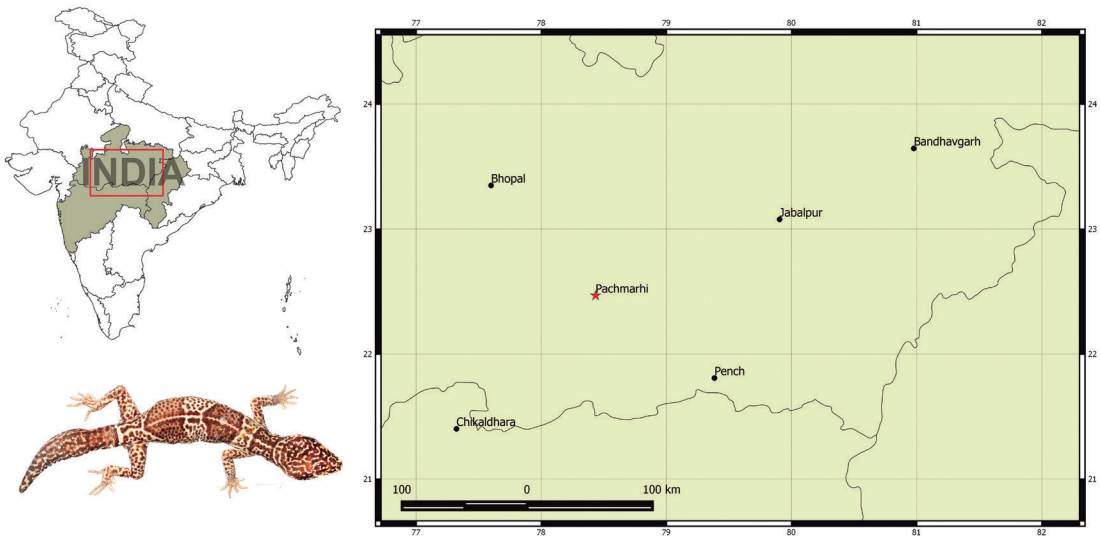 INDIA
77 78 79 80 81 82
24 24
Bandhavgarh
Bhopal
Jabalpur
23 23
Pachmarhi
22 22
Pench
Chikaldhara
21 21
100 0 100 km
77 78 79 80 81 82